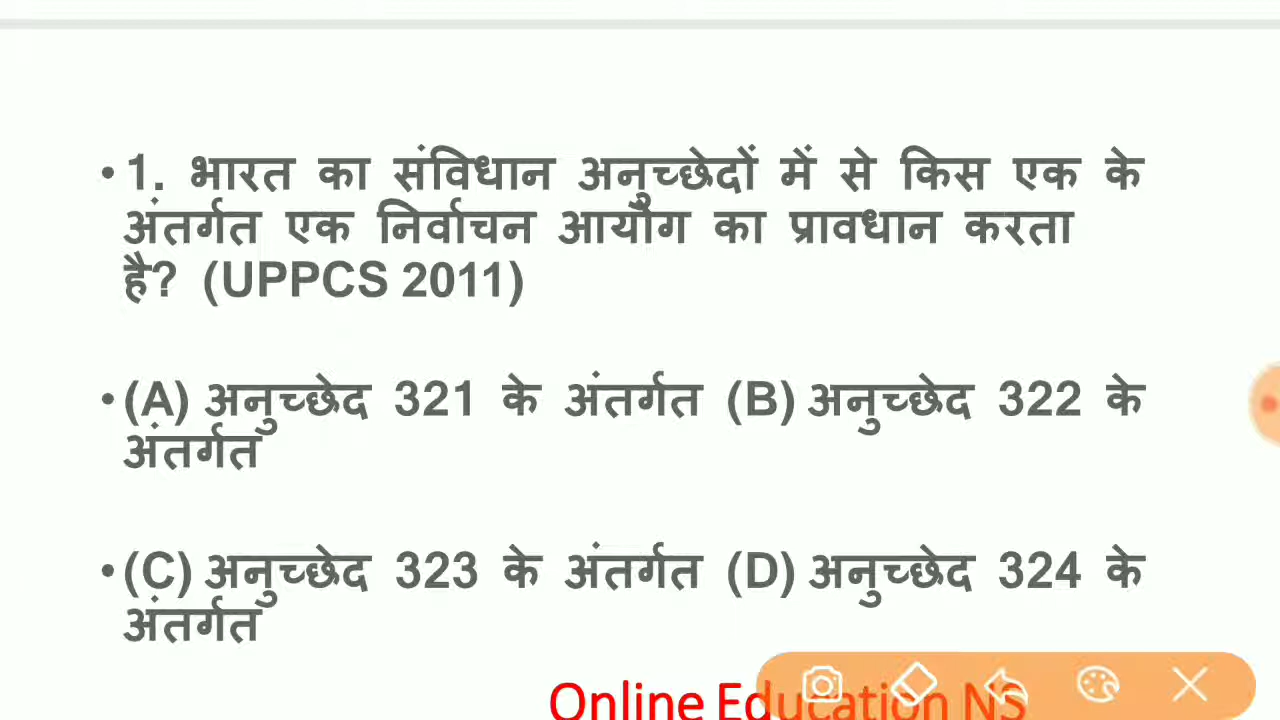 • 1. भारत का संविधान अनुच्छेदों में से किस एक के
अंतर्गत एक निर्वाचन आयोग का प्रावधान करता
है? (UPPCS 2011)
• (A) अनुच्छेद 321 के अंतर्गत (B) अनुच्छेद 322 के
अंतर्गत
• (C) अनुच्छेद 323 के अंतर्गत (D) अनुच्छेद 324 के
अंतर्गत
Online Education NS